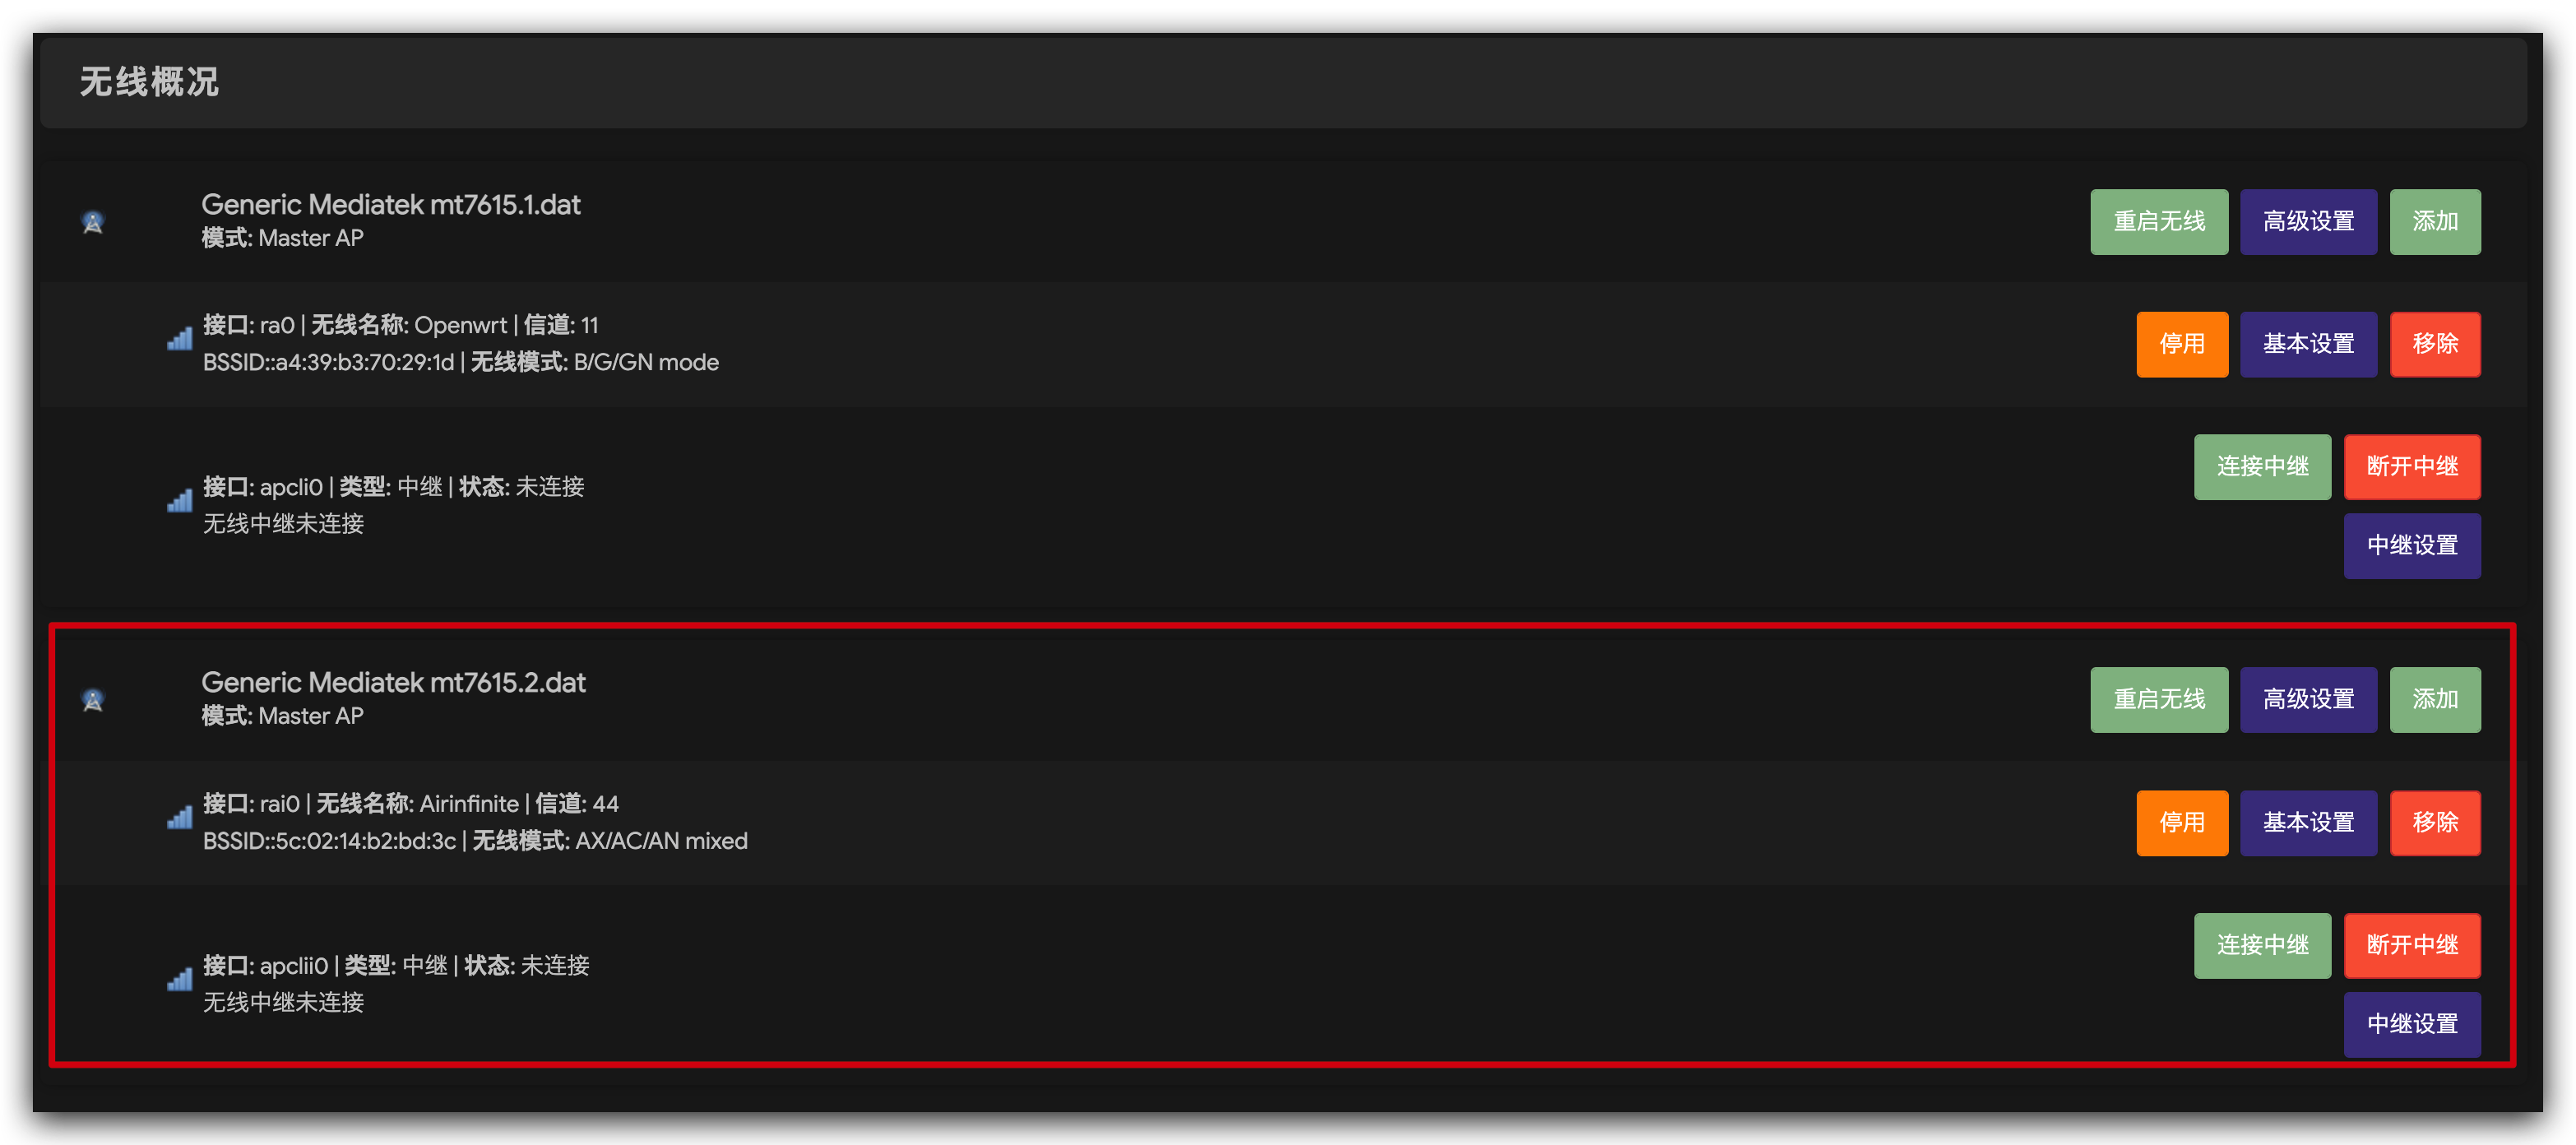 无线概况
Generic Mediatek mt7615.1.dat
模式: Master AP
重启无线 高级设置 添加
接口: ra0 | 无线名称: Openwrt | 信道: 11
BSSID::a4:39:b3:70:29:1d | 无线模式: B/G/GN mode
停用 基本设置 移除
接口: apcli0 | 类型: 中继 | 状态: 未连接
无线中继未连接
连接中继 断开中继
中继设置
Generic Mediatek mt7615.2.dat
模式: Master AP
重启无线 高级设置 添加
接口: rai0 | 无线名称: Airinfinite | 信道: 44
BSSID::5c:02:14:b2:bd:3c | 无线模式: AX/AC/AN mixed
停用 基本设置 移除
接口: apclii0 | 类型: 中继 | 状态: 未连接
无线中继未连接
连接中继 断开中继
中继设置